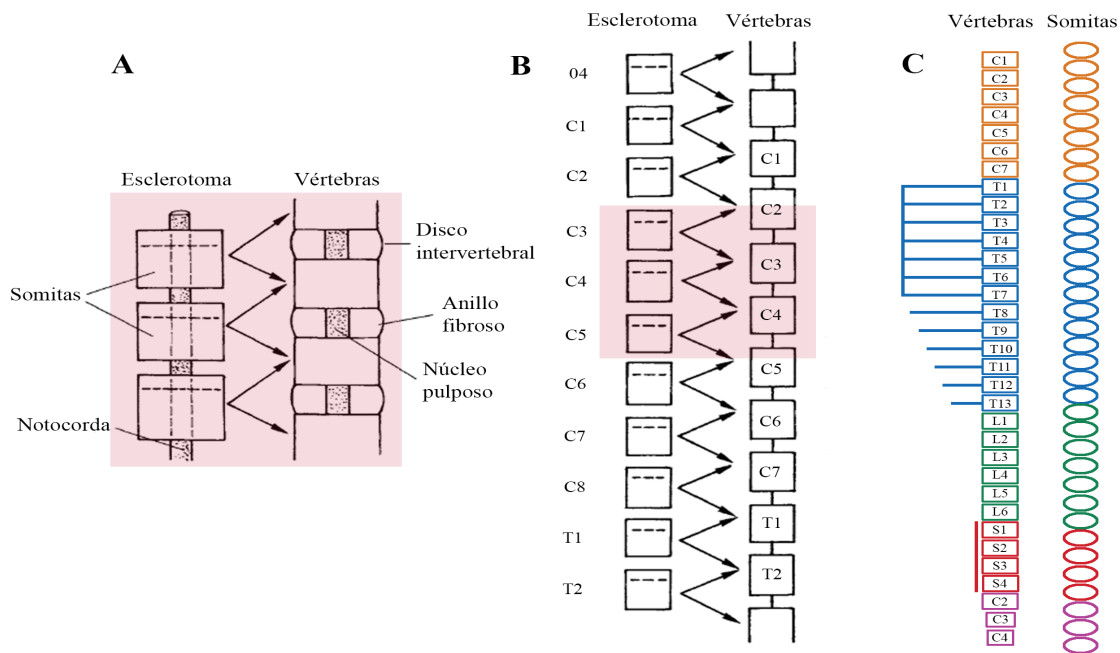 A
Esclerotoma
Vértebras
Disco
intervertebral
Somitas
Anillo
fibroso
Núcleo
pulposo
Notocorda
B
Esclerotoma
Vértebras
04
C1
C2
C3
C4
C5
C6
C7
C8
T1
T2
C1
C2
C3
C4
C5
C6
C7
T1
T2
C
Vértebras
Somitas
C1
C2
C3
C4
C5
C6
C7
T1
T2
T3
T4
T5
T6
T7
T8
T9
T10
T11
T12
T13
L1
L2
L3
L4
L5
L6
S1
S2
S3
S4
C2
C3
C4